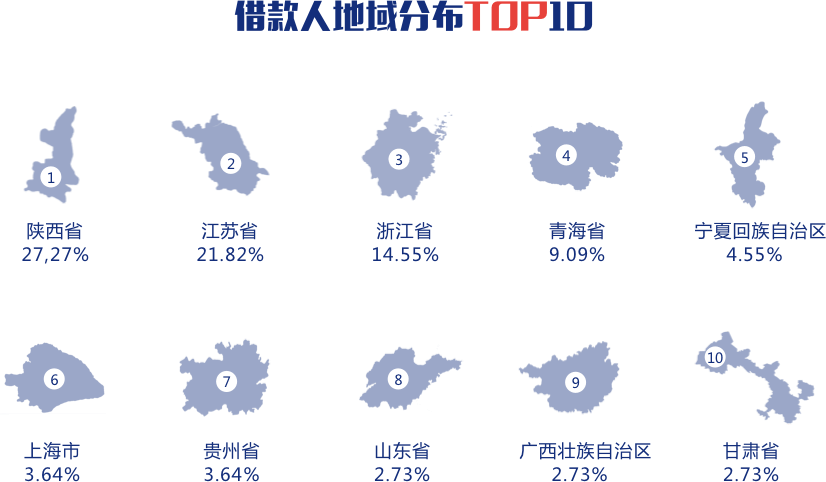 借款人地域分布TOP10
1
2
3
4
5
陕西省
江苏省
浙江省
青海省
宁夏回族自治区
27,27%
21.82%
14.55%
9.09%
4.55%
6
7
8
9
10
上海市
贵州省
山东省
广西壮族自治区
甘肃省
3.64%
3.64%
2.73%
2.73%
2.73%